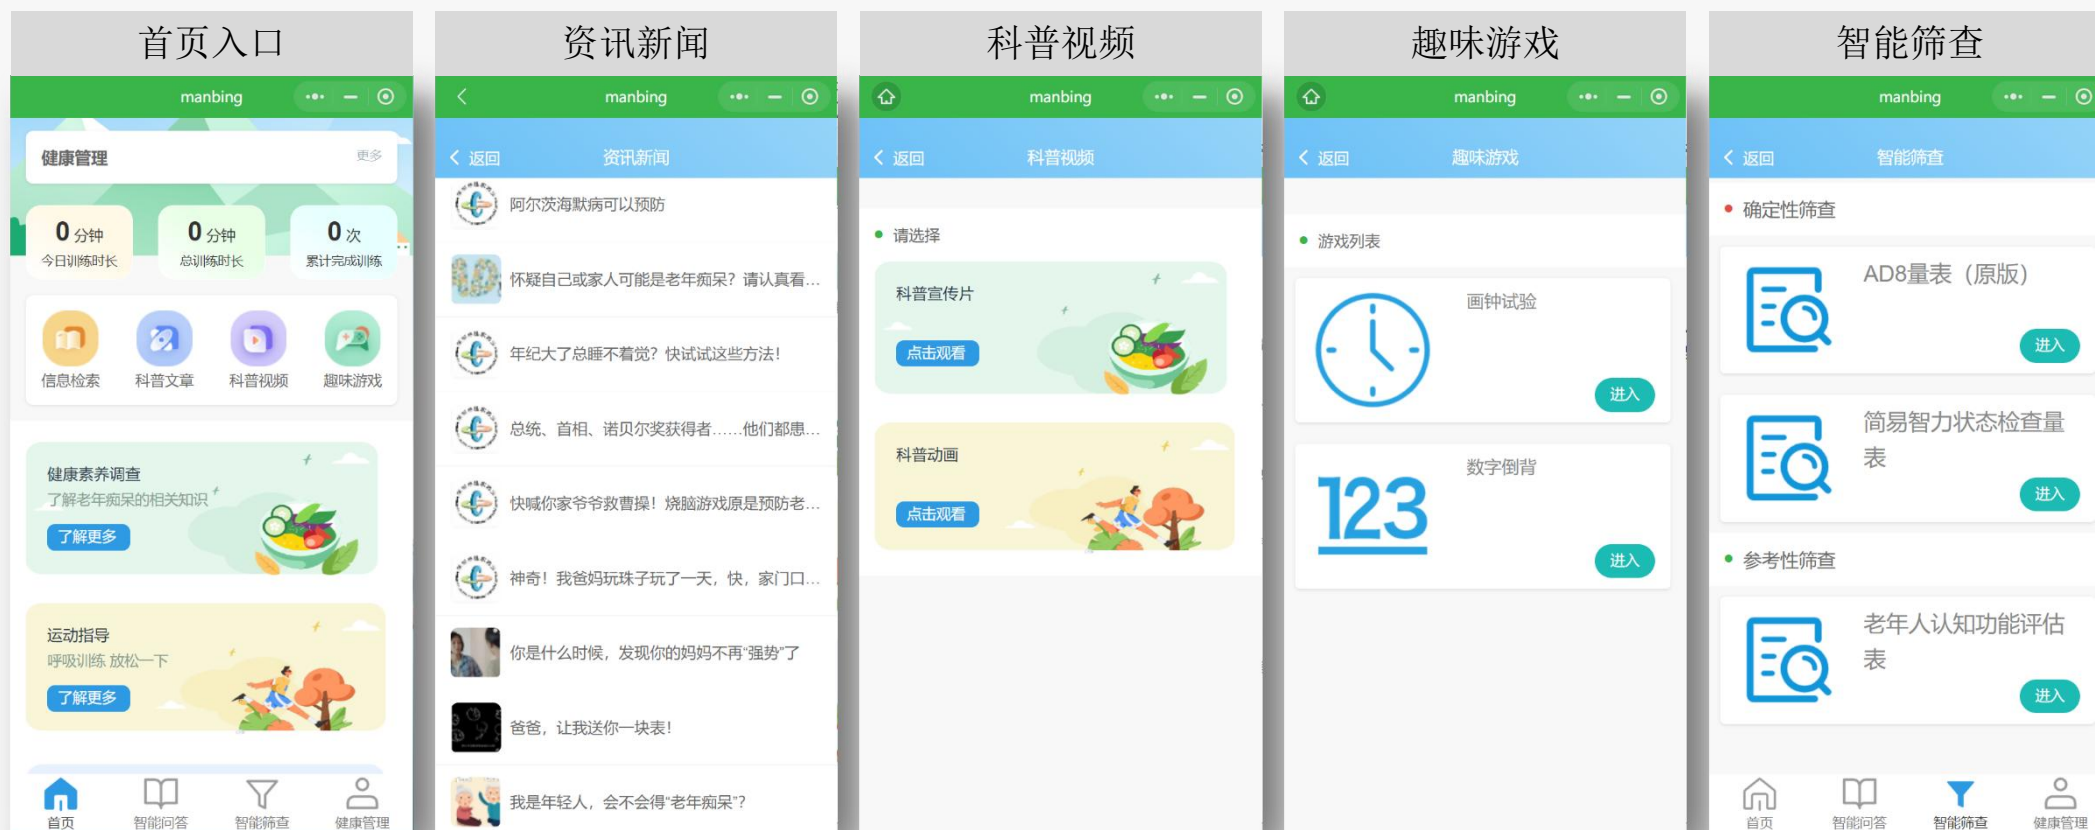 首页入口
manbing
健康管理
更多
0 分钟
今日训练时长
0 分钟
总训练时长
0 次
累计完成训练
信息检索
科普文章
科普视频
趣味游戏
健康素养调查
了解老年痴呆的相关知识
了解更多
运动指导
呼吸训练 放松一下
了解更多
首页
智能问答
智能筛查
健康管理
资讯新闻
manbing
返回
资讯新闻
阿尔茨海默病可以预防
怀疑自己或家人可能是老年痴呆？请认真看...
年纪大了总睡不着觉？快试试这些方法！
总统、首相、诺贝尔奖获得者……他们都患...
快喊你家爷爷救曹操！烧脑游戏原是预防老...
神奇！我爸妈玩珠子玩了一天，快，家门口...
你是什么时候，发现你的妈妈不再“强势”了
爸爸，让我送你一块表！
我是年轻人，会不会得“老年痴呆”？
科普视频
manbing
返回
科普视频
请选择
科普宣传片
点击观看
科普动画
点击观看
趣味游戏
manbing
返回
趣味游戏
游戏列表
画钟试验
进入
123
数字倒背
进入
智能筛查
manbing
返回
智能筛查
确定性筛查
AD8量表（原版）
进入
简易智力状态检查量
表
进入
参考性筛查
老年人认知功能评估
表
进入
首页
智能问答
智能筛查
健康管理